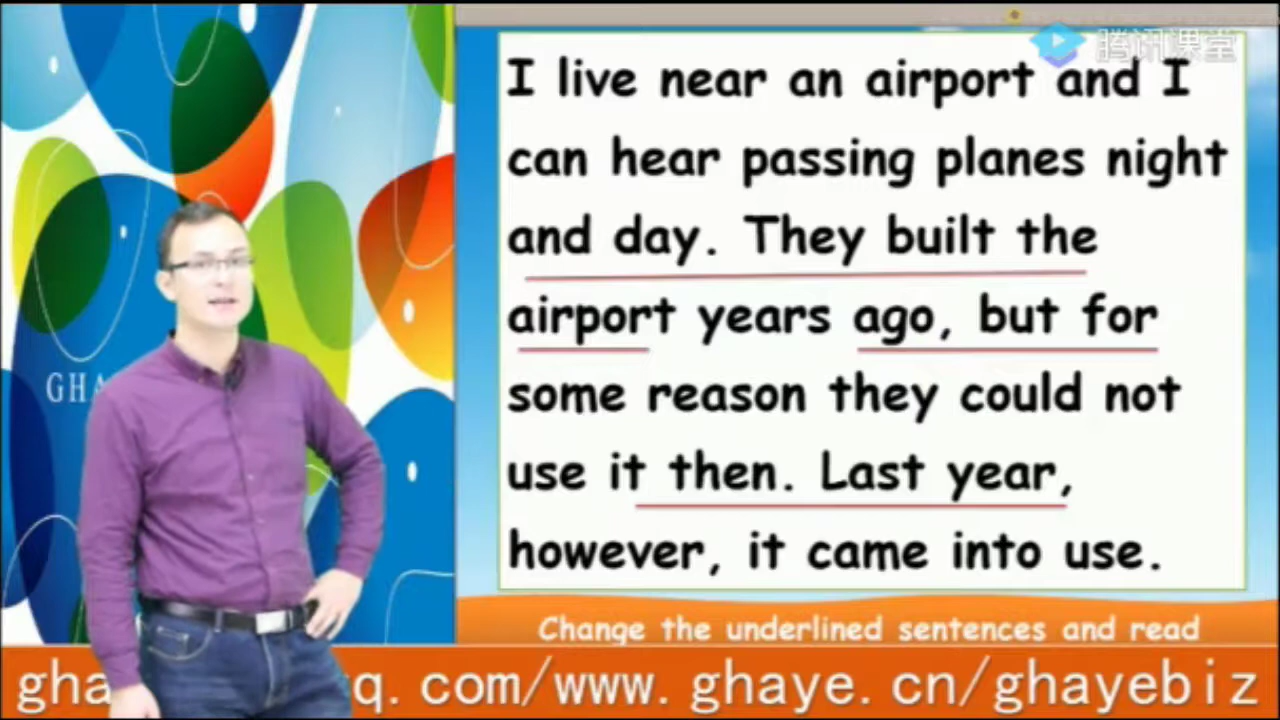 腾讯课堂
I live near an airport and I
can hear passing planes night
and day. They built the
airport years ago, but for
some reason they could not
use it then. Last year,
however, it came into use.
Change the underlined sentences and read
GHA
gha q. com/www. ghaye. cn/ghayebiz